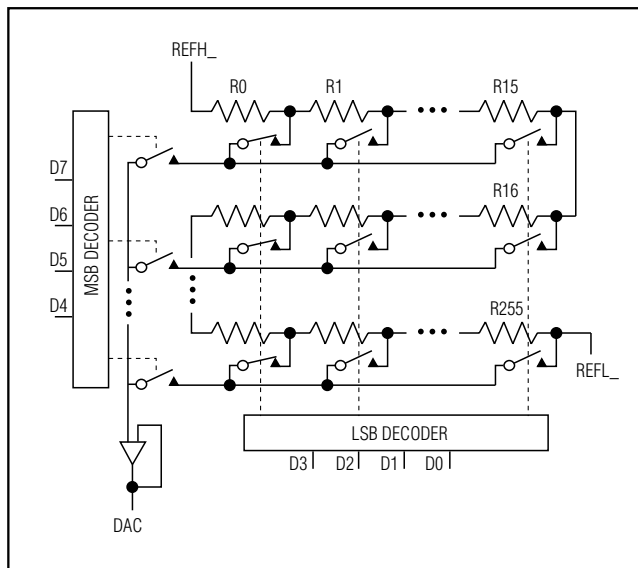 REFH_
R0
R1
R15
D7
D6
D5
D4
MSB DECODER
R16
R255
REFL_
LSB DECODER
D3
D2
D1
D0
DAC